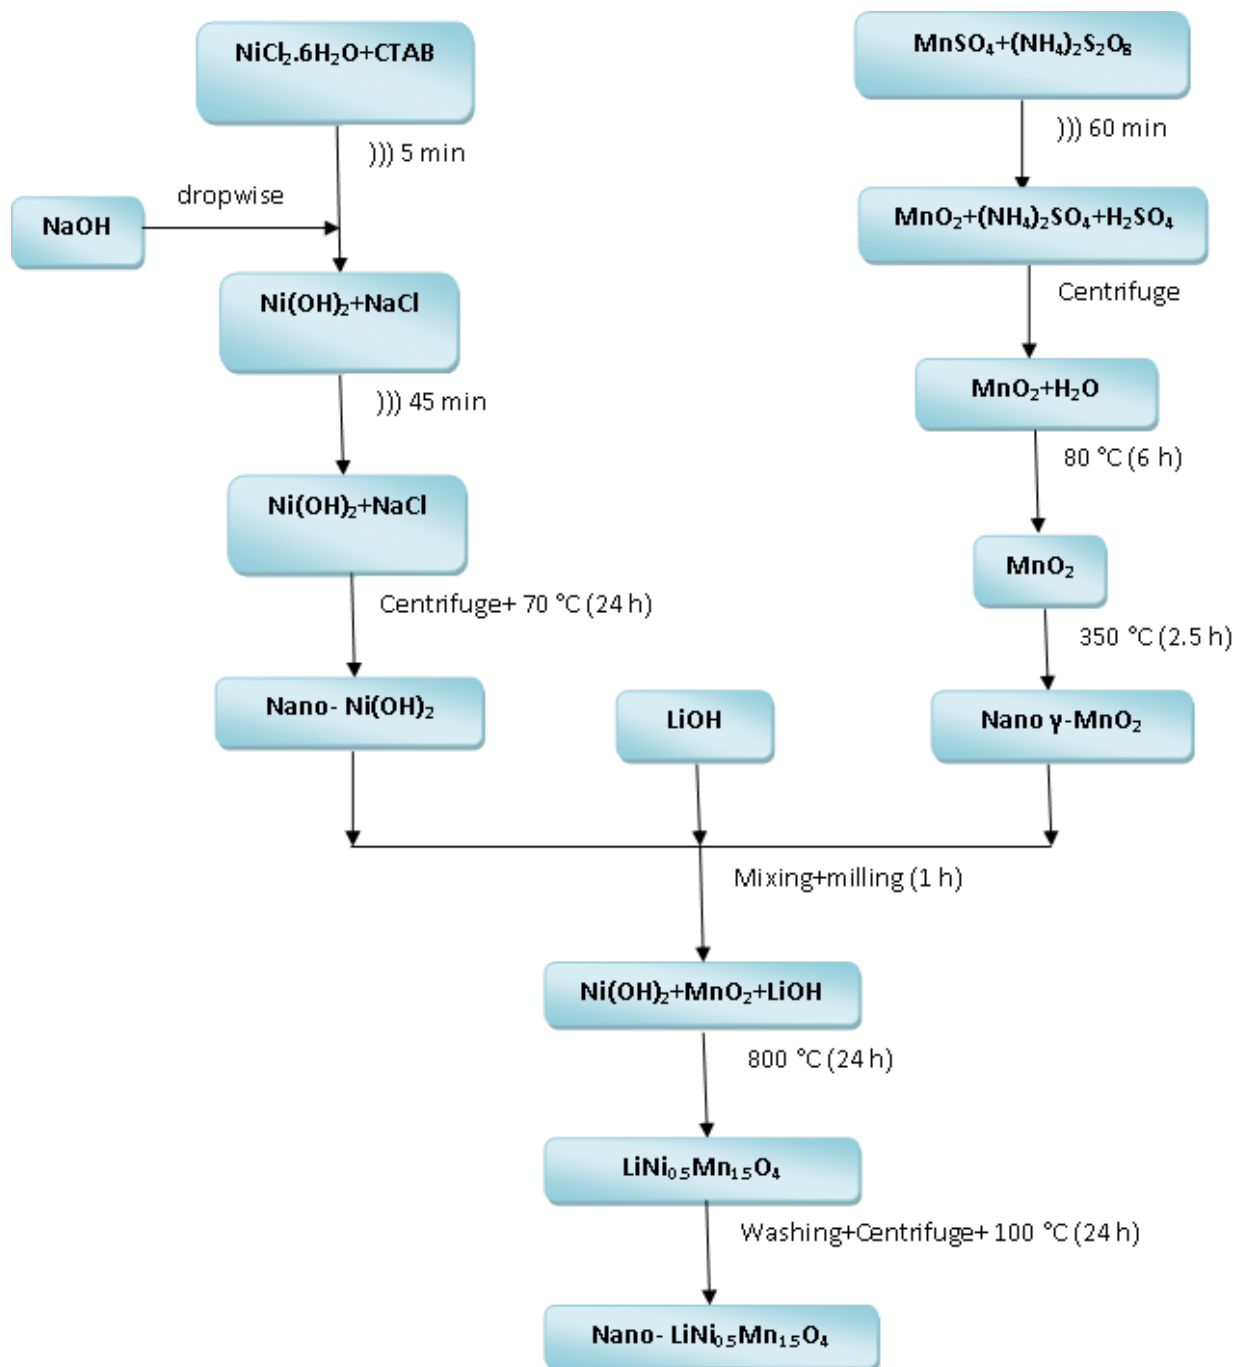 NiCl₂.6H₂O+CTAB
MnSO₄+(NH₄)₂S₂O₈
))) 5 min
))) 60 min
dropwise
NaOH
MnO₂+(NH₄)₂SO₄+H₂SO₄
Ni(OH)₂+NaCl
Centrifuge
))) 45 min
MnO₂+H₂O
80 °C (6 h)
Ni(OH)₂+NaCl
MnO₂
Centrifuge+ 70 °C (24 h)
350 °C (2.5 h)
Nano- Ni(OH)₂
LiOH
Nano γ-MnO₂
Mixing+milling (1 h)
Ni(OH)₂+MnO₂+LiOH
800 °C (24 h)
LiNi₀.₅Mn₁.₅O₄
Washing+Centrifuge+ 100 °C (24 h)
Nano- LiNi₀.₅Mn₁.₅O₄